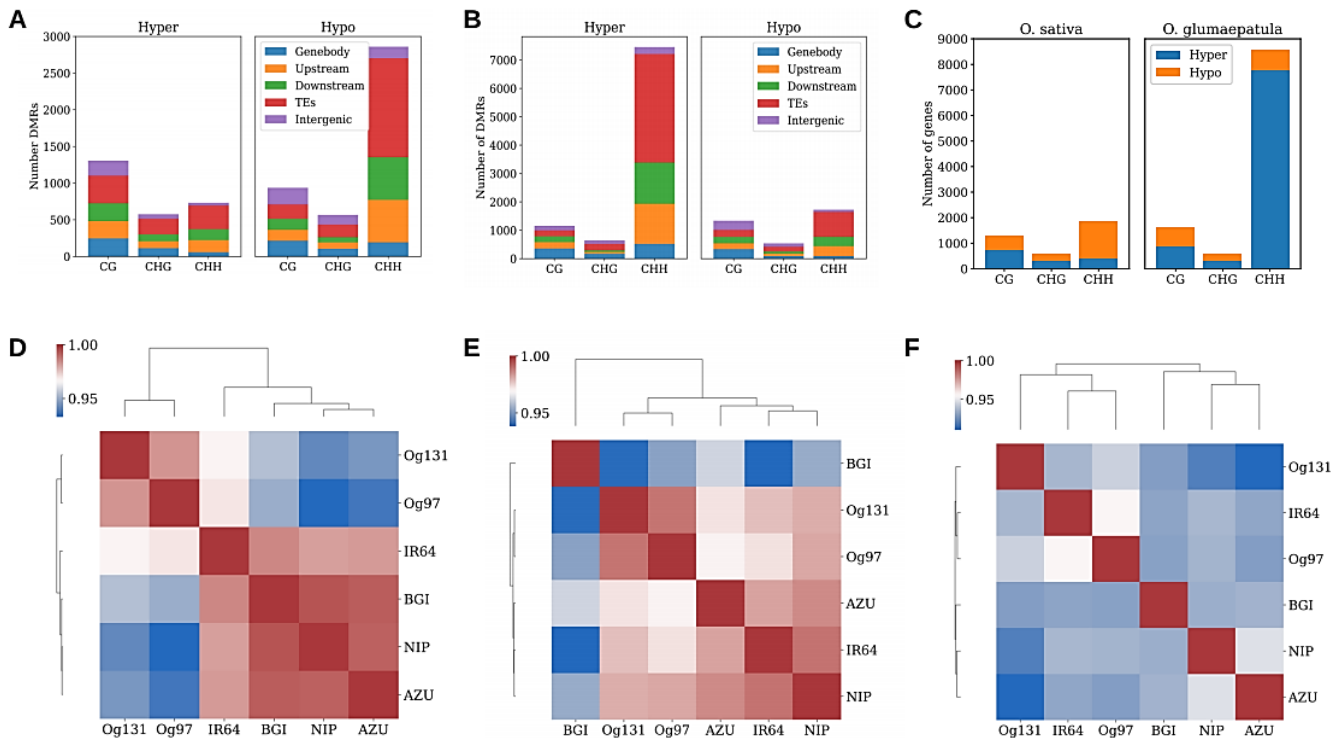 A
Hyper
Hypo
Number DMRs
3000
2500
2000
1500
1000
500
0
Genebody
Upstream
Downstream
TEs
Intergenic
CG
CHG
CHH
CG
CHG
CHH
B
Hyper
Hypo
Number of DMRs
7000
6000
5000
4000
3000
2000
1000
0
Genebody
Upstream
Downstream
TEs
Intergenic
CG
CHG
CHH
CG
CHG
CHH
C
O. sativa
O. glumaepatula
Number of genes
9000
8000
7000
6000
5000
4000
3000
2000
1000
0
Hyper
Hypo
CG
CHG
CHH
CG
CHG
CHH
D
1.00
0.95
Og131
Og97
IR64
BGI
NIP
AZU
Og131 Og97 IR64 BGI NIP AZU
E
1.00
0.95
BGI
Og131
Og97
AZU
IR64
NIP
BGI Og131 Og97 AZU IR64 NIP
F
1.00
0.95
Og131
IR64
Og97
BGI
NIP
AZU
Og131 IR64 Og97 BGI NIP AZU